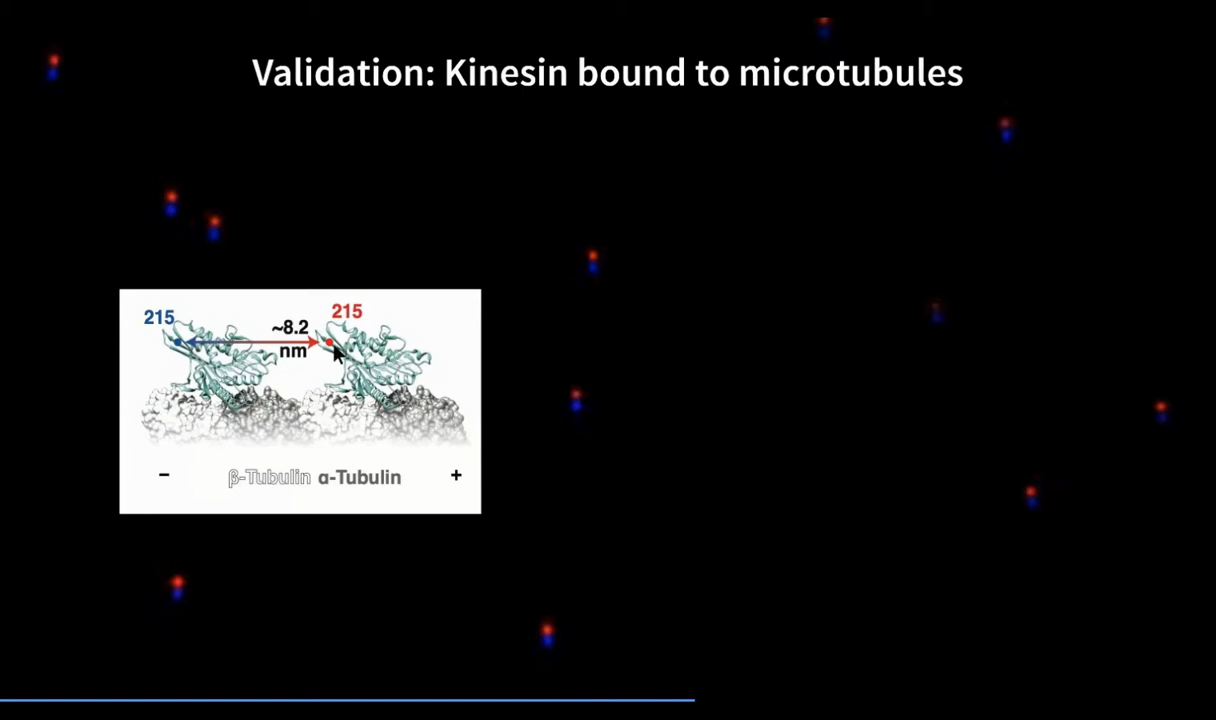 Validation: Kinesin bound to microtubules
215
215
~8.2
nm
− β-Tubulin α-Tubulin +